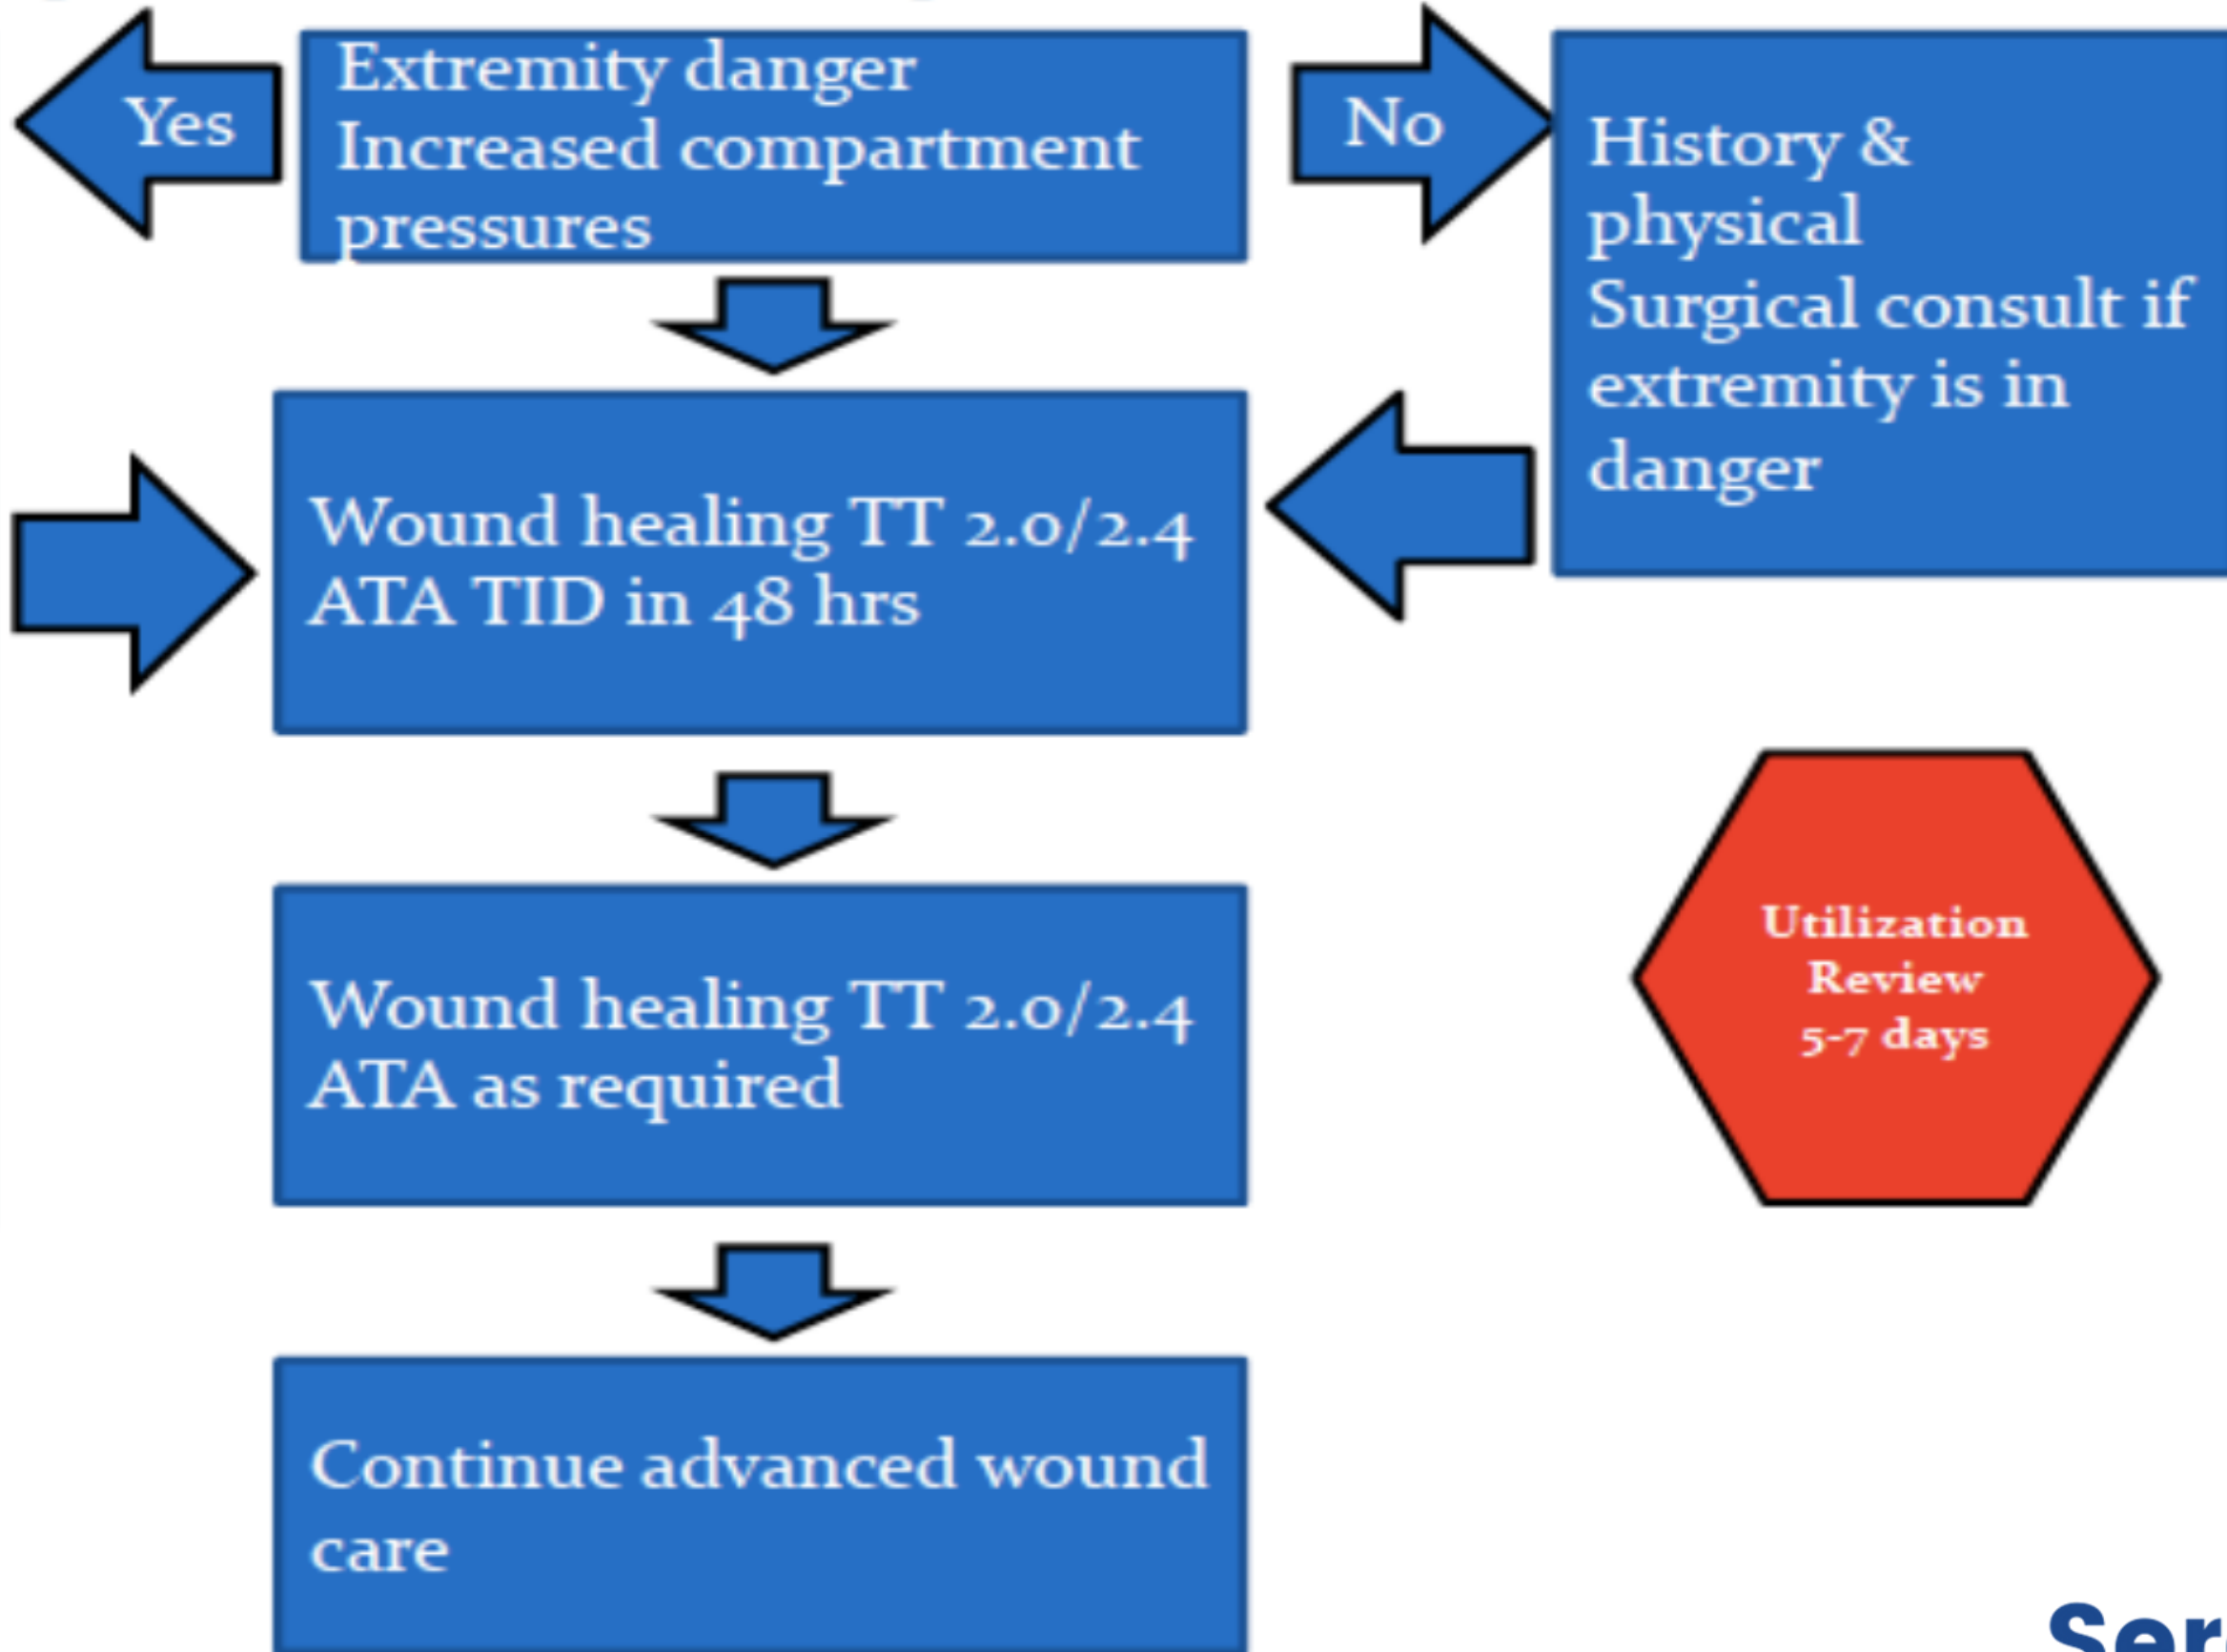 Yes
Extremity danger
Increased compartment
pressures
No
History &
physical
Surgical consult if
extremity is in
danger
Wound healing TT 2.0/2.4
ATA TID in 48 hrs
Utilization
Review
5-7 days
Wound healing TT 2.0/2.4
ATA as required
Continue advanced wound
care